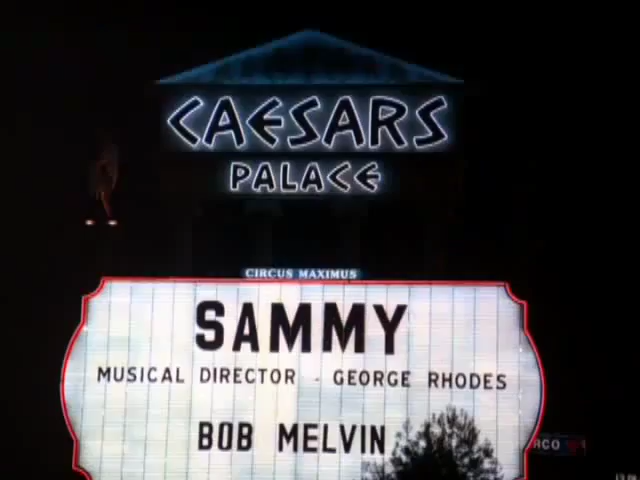 CAESARS
PALACE
CIRCUS MAXIMUS
SAMMY
MUSICAL DIRECTOR - GEORGE RHODES
BOB MELVIN